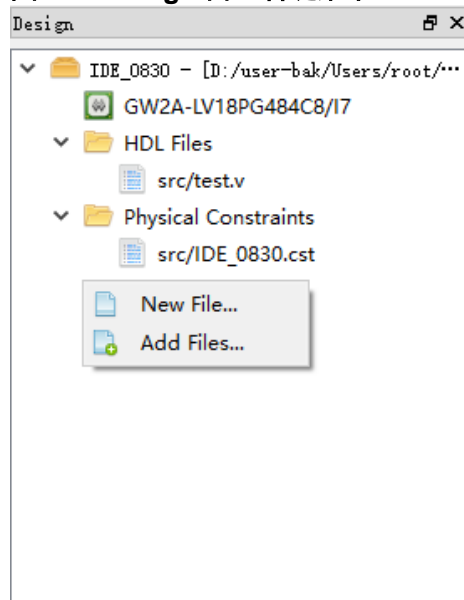 Design
IDE_0830 - [D:/user-bak/Users/root/…
GW2A-LV18PG484C8/I7
HDL Files
src/test.v
Physical Constraints
src/IDE_0830.cst
New File...
Add Files...